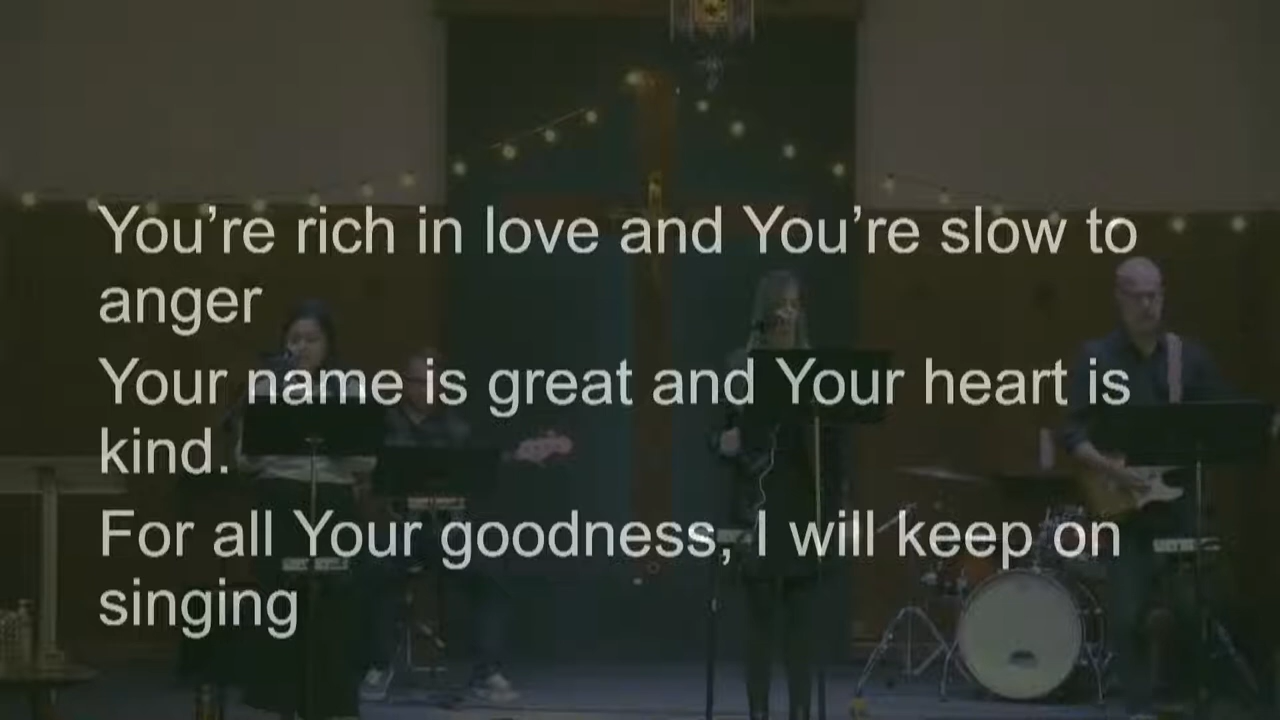 You’re rich in love and You’re slow to
anger
Your name is great and Your heart is
kind.
For all Your goodness, I will keep on
singing